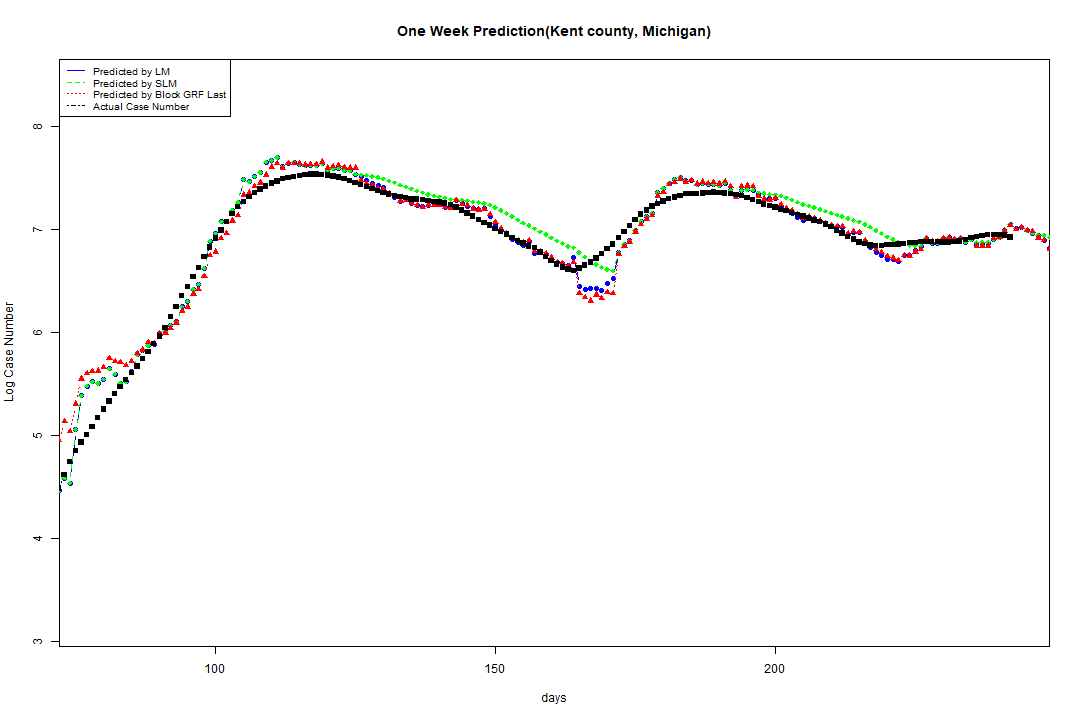 One Week Prediction(Kent county, Michigan)
Predicted by LM
Predicted by SLM
Predicted by Block GRF Last
Actual Case Number
8
7
6
5
4
3
Log Case Number
100 150 200
days